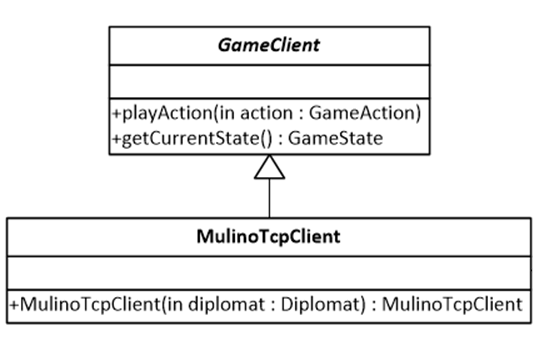 GameClient
+playAction(in action : GameAction)
+getCurrentState() : GameState
MulinoTcpClient
+MulinoTcpClient(in diplomat : Diplomat) : MulinoTcpClient